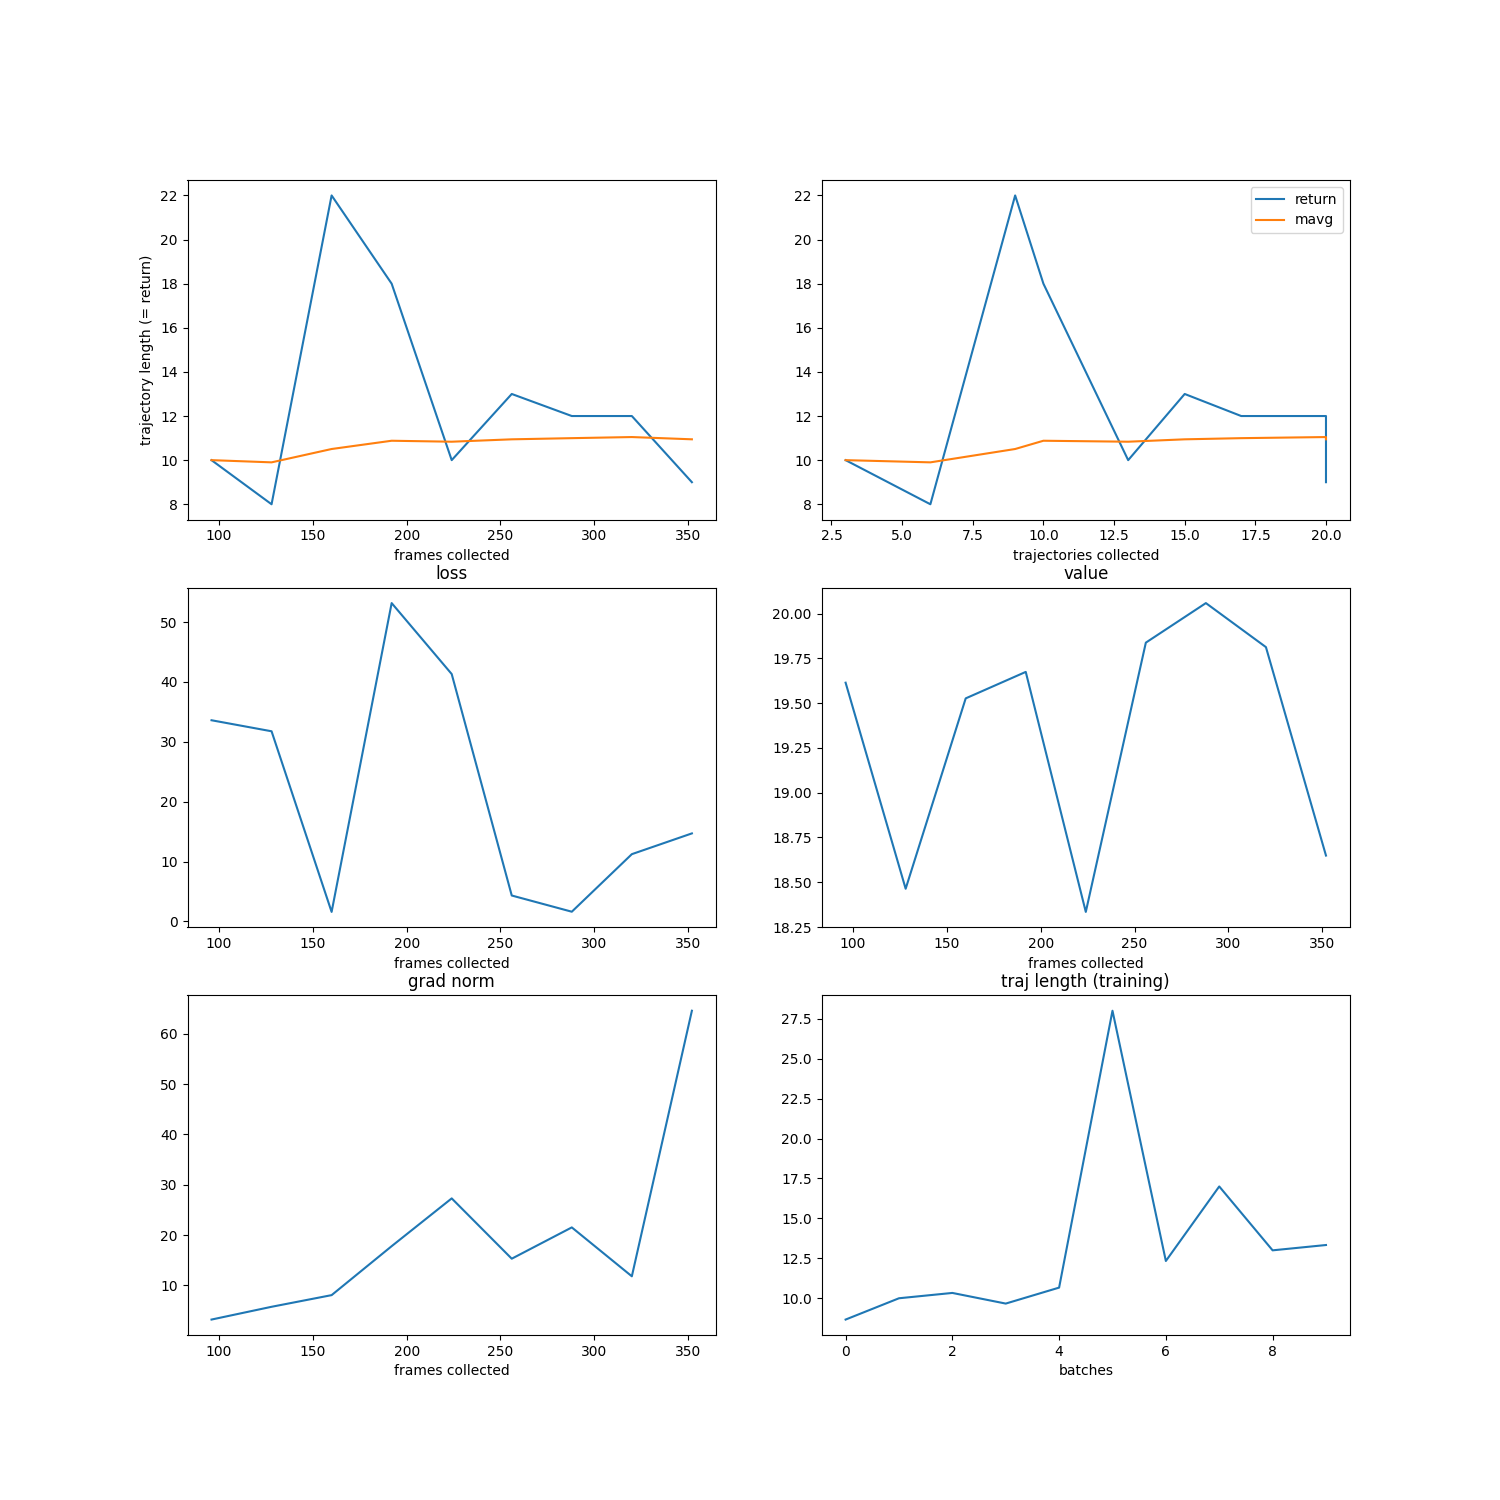 trajectory length (= return)
22
20
18
16
14
12
10
8
100 150 200 250 300 350
frames collected
return
mavg
22
20
18
16
14
12
10
8
2.5 5.0 7.5 10.0 12.5 15.0 17.5 20.0
trajectories collected
loss
50
40
30
20
10
0
100 150 200 250 300 350
frames collected
value
20.00
19.75
19.50
19.25
19.00
18.75
18.50
18.25
100 150 200 250 300 350
frames collected
grad norm
60
50
40
30
20
10
100 150 200 250 300 350
frames collected
traj length (training)
27.5
25.0
22.5
20.0
17.5
15.0
12.5
10.0
0 2 4 6 8
batches